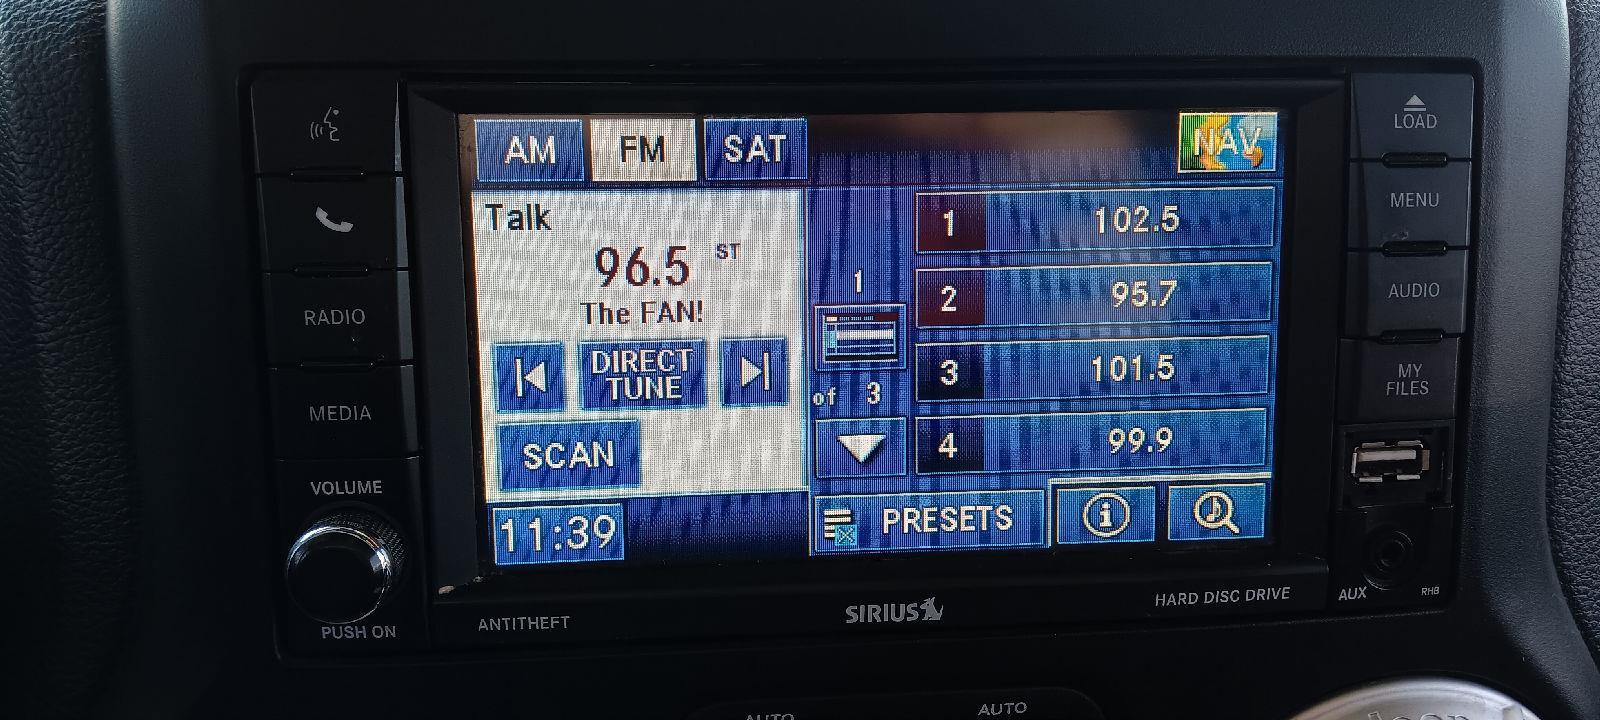 AM FM SAT NAV
Talk
96.5 ST
The FAN!
DIRECT
TUNE
SCAN
11:39
1
of 3
1 102.5
2 95.7
3 101.5
4 99.9
PRESETS
RADIO
MEDIA
VOLUME
PUSH ON
LOAD
MENU
AUDIO
MY
FILES
AUX
RHB
ANTITHEFT
SIRIUS
HARD DISC DRIVE
AUTO
AUTO